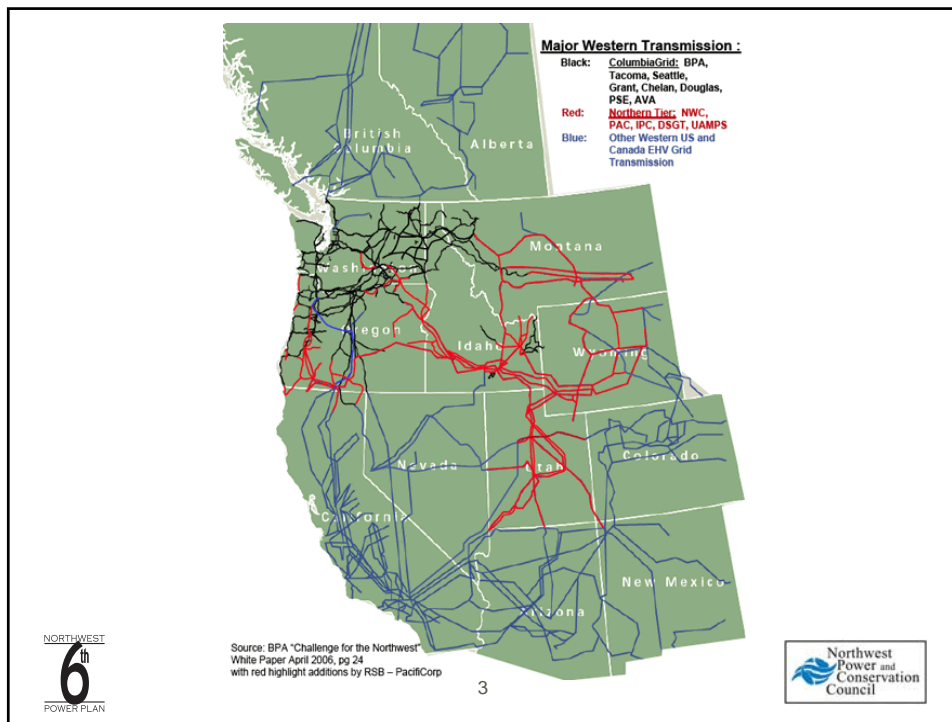 Major Western Transmission :
Black: ColumbiaGrid: BPA,
Tacoma, Seattle,
Grant, Chelan, Douglas,
PSE, AVA
Red: Northern Tier: NWC,
PAC, IPC, DSGT, UAMPS
Blue: Other Western US and
Canada EHV Grid
Transmission
British
Columbia
Alberta
Washington
Montana
Oregon
Idaho
Wyoming
Nevada
Utah
Colorado
California
Arizona
New Mexico
Source: BPA "Challenge for the Northwest"
White Paper April 2006, pg 24
with red highlight additions by RSB – PacifiCorp
3
NORTHWEST
6th
POWER PLAN
Northwest
Power and
Conservation
Council